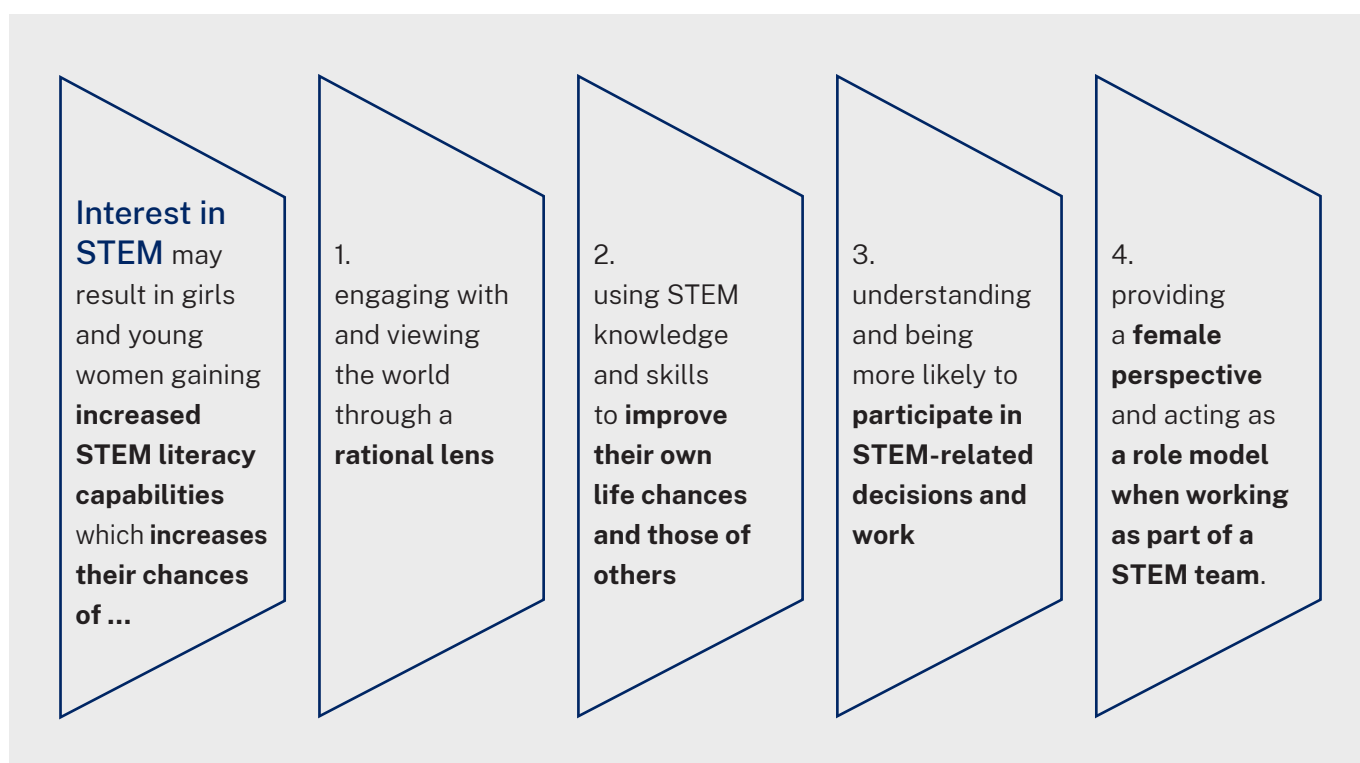 Interest in
STEM may
result in girls
and young
women gaining
increased
STEM literacy
capabilities
which increases
their chances
of ...
1.
engaging with
and viewing
the world
through a
rational lens
2.
using STEM
knowledge
and skills
to improve
their own
life chances
and those of
others
3.
understanding
and being
more likely to
participate in
STEM-related
decisions and
work
4.
providing
a female
perspective
and acting as
a role model
when working
as part of a
STEM team.